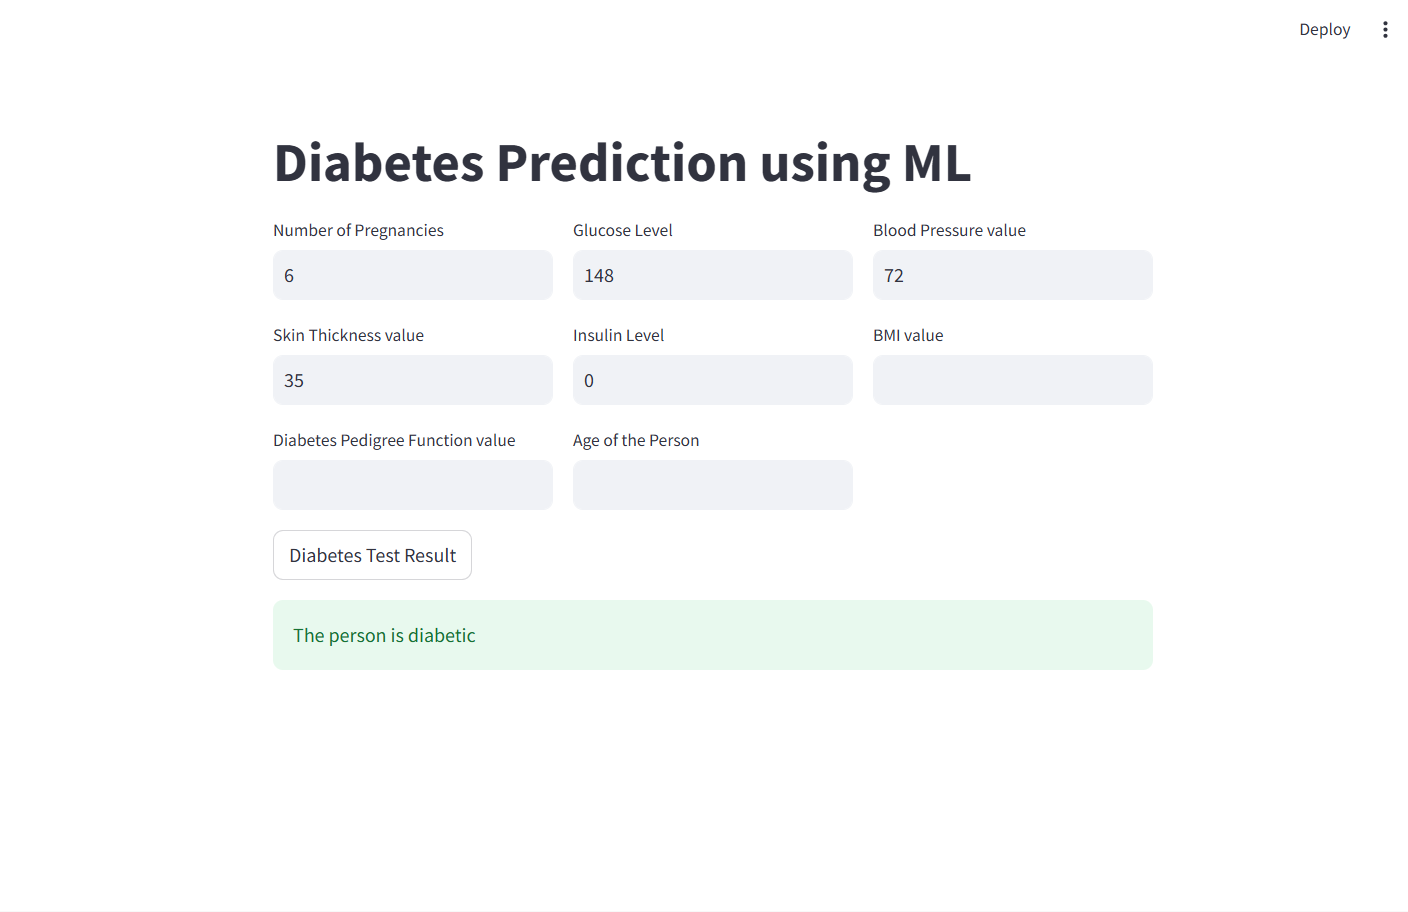 Deploy
Diabetes Prediction using ML
Number of Pregnancies
Glucose Level
Blood Pressure value
6
148
72
Skin Thickness value
Insulin Level
BMI value
35
0
Diabetes Pedigree Function value
Age of the Person
Diabetes Test Result
The person is diabetic